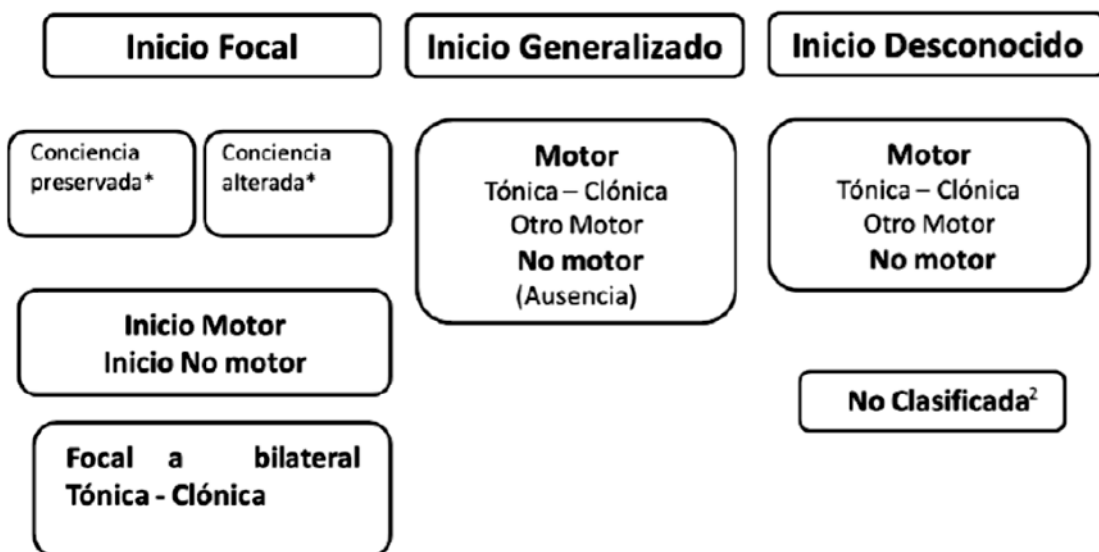 Inicio Focal
Conciencia
preservada*
Conciencia
alterada*
Inicio Motor
Inicio No motor
Focal a bilateral
Tónica - Clónica
Inicio Generalizado
Motor
Tónica – Clónica
Otro Motor
No motor
(Ausencia)
Inicio Desconocido
Motor
Tónica – Clónica
Otro Motor
No motor
No Clasificada²